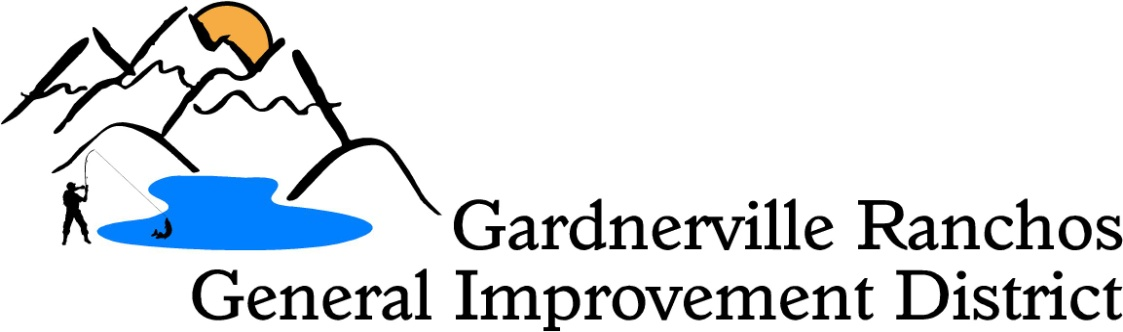 Gardnerville Ranchos
General Improvement District